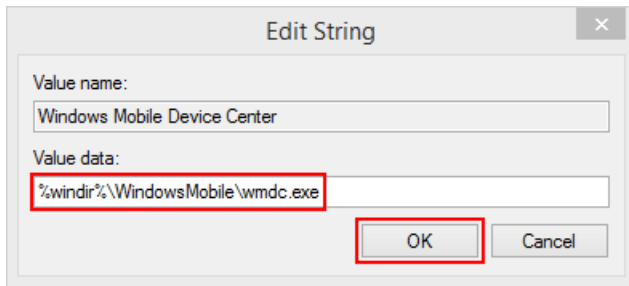 Edit String
Value name:
Windows Mobile Device Center
Value data:
%windir%\WindowsMobile\wmdc.exe
OK
Cancel